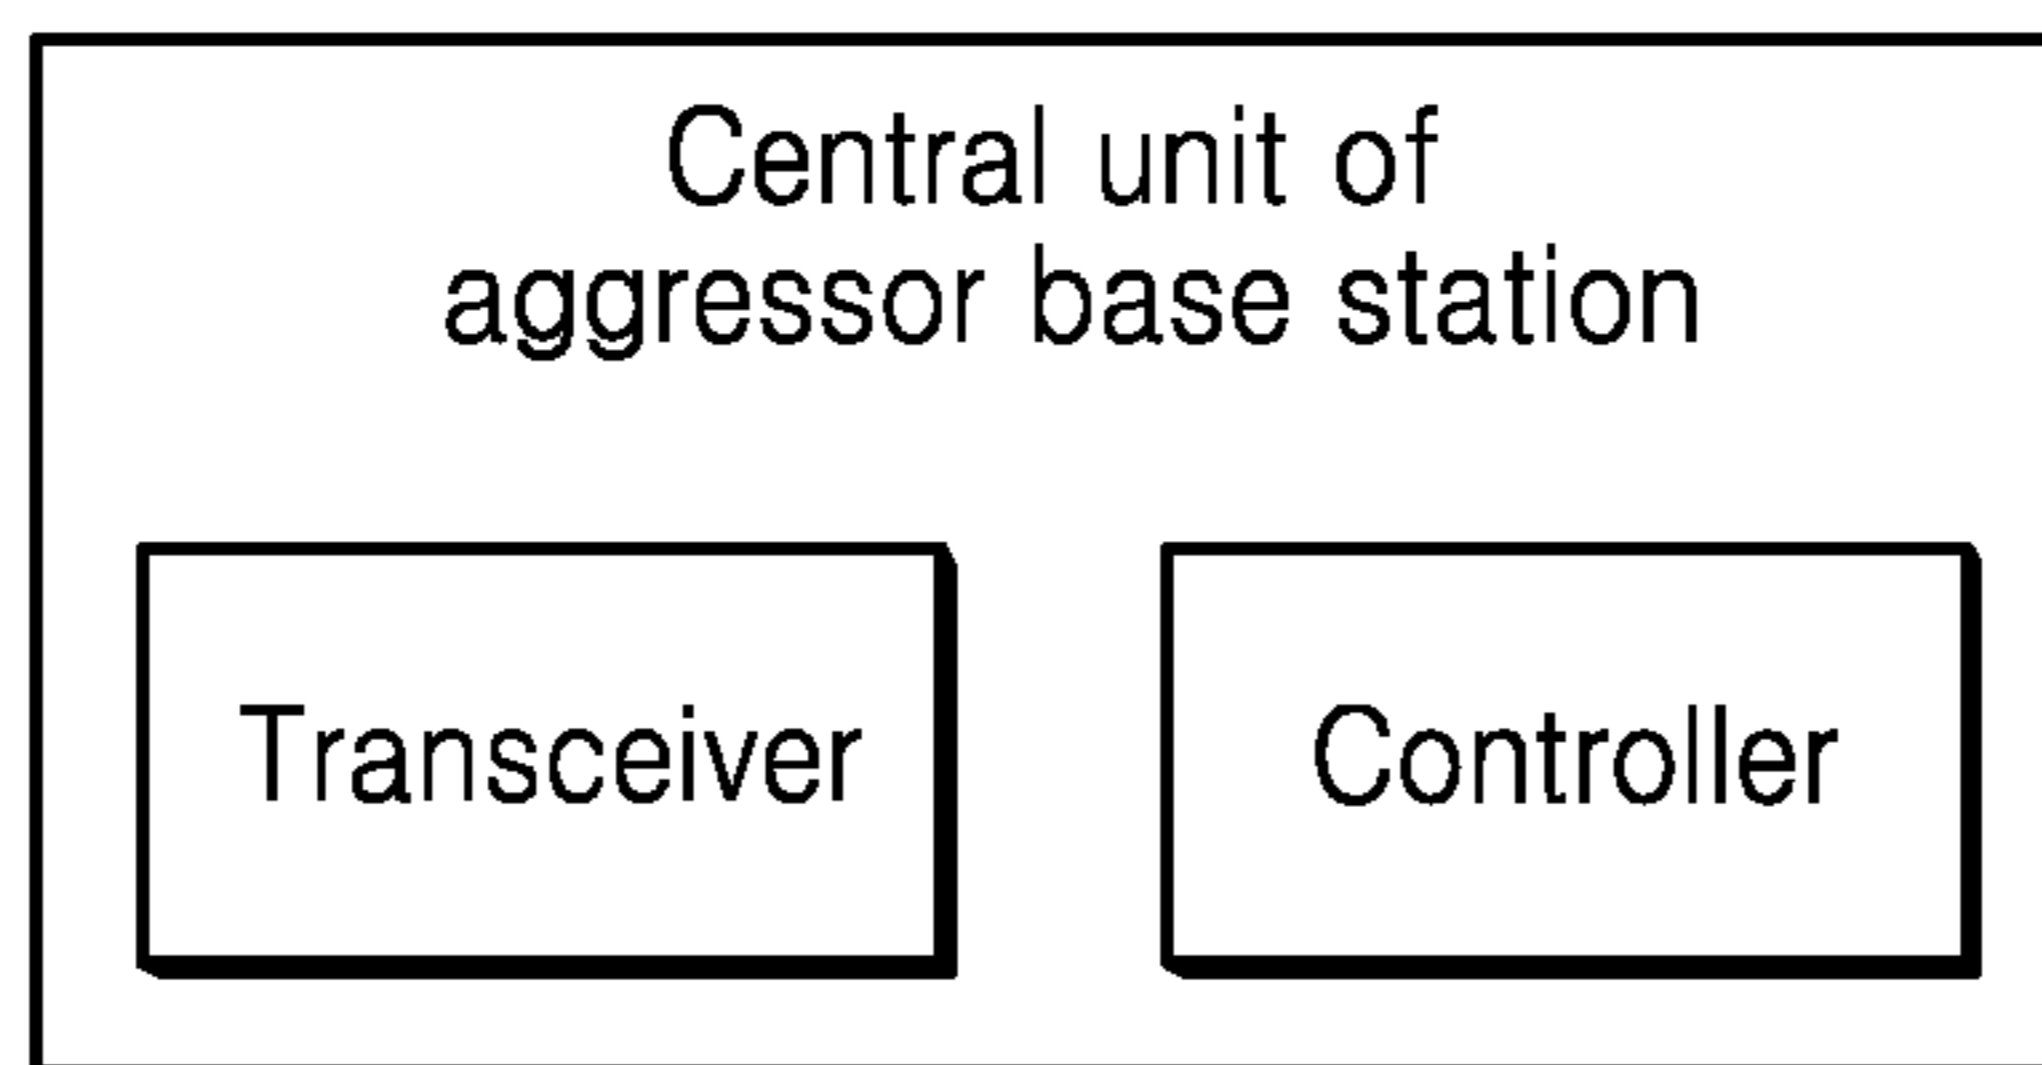 Central unit of
aggressor base station
Transceiver
Controller